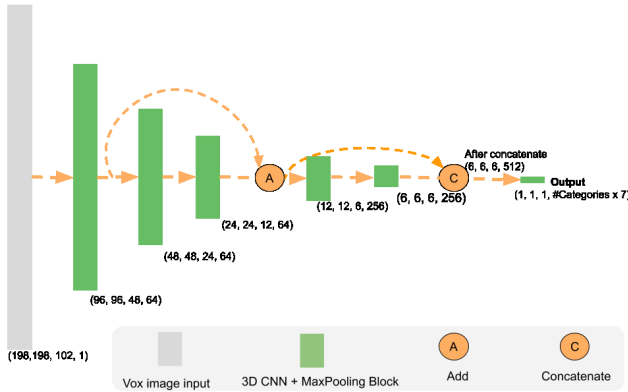 A
C
After concatenate
(6, 6, 6, 512)
Output
(1, 1, 1, #Categories x 7)
(6, 6, 6, 256)
(12, 12, 6, 256)
(24, 24, 12, 64)
(48, 48, 24, 64)
(96, 96, 48, 64)
(198,198, 102, 1)
Vox image input
3D CNN + MaxPooling Block
A
Add
C
Concatenate